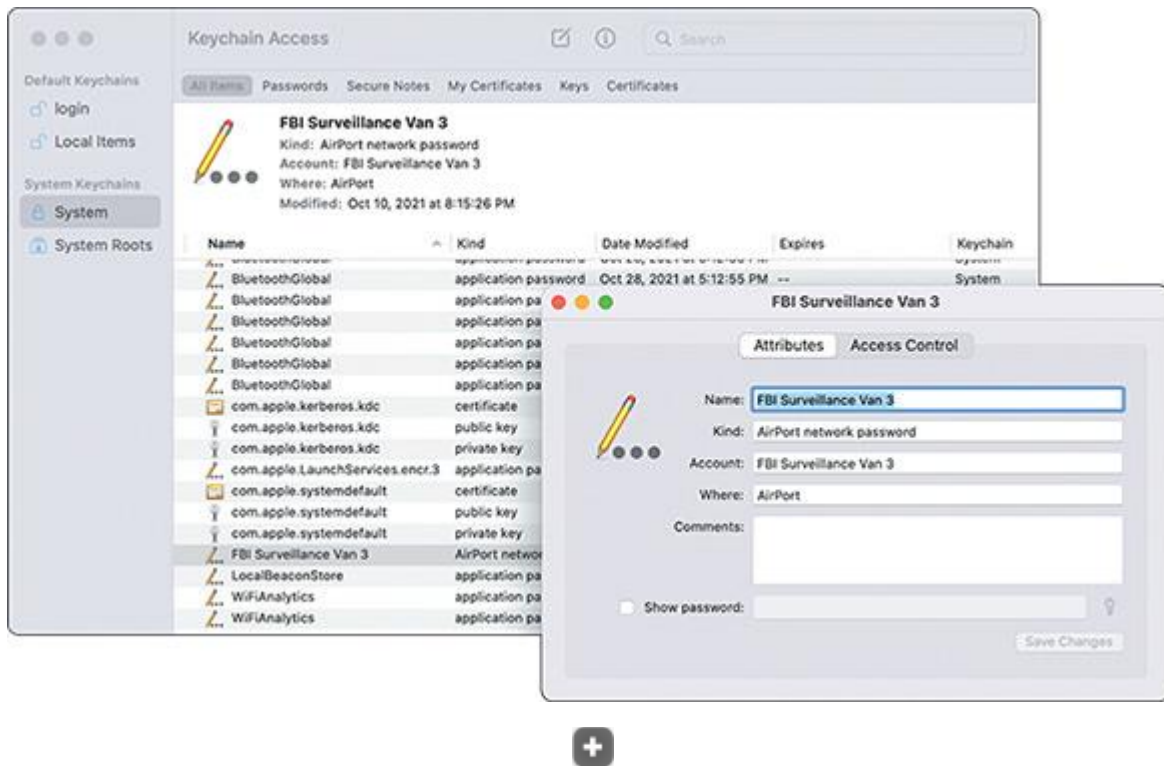 Keychain Access
Search
Default Keychains
login
Local Items
System Keychains
System
System Roots
All Items Passwords Secure Notes My Certificates Keys Certificates
FBI Surveillance Van 3
Kind: AirPort network password
Account: FBI Surveillance Van 3
Where: AirPort
Modified: Oct 10, 2021 at 8:15:26 PM
Name Kind Date Modified Expires Keychain
BluetoothGlobal application password Oct 28, 2021 at 5:12:55 PM -- System
BluetoothGlobal application pa
BluetoothGlobal application pa
BluetoothGlobal application pa
BluetoothGlobal application pa
BluetoothGlobal application pa
com.apple.kerberos.kdc certificate
com.apple.kerberos.kdc public key
com.apple.kerberos.kdc private key
com.apple.LaunchServices.encr.3 application pa
com.apple.systemdefault certificate
com.apple.systemdefault public key
com.apple.systemdefault private key
FBI Surveillance Van 3 AirPort networ
LocalBeaconStore application pa
WiFiAnalytics application pa
WiFiAnalytics application pa
FBI Surveillance Van 3
Attributes Access Control
Name: FBI Surveillance Van 3
Kind: AirPort network password
Account: FBI Surveillance Van 3
Where: AirPort
Comments:
Show password:
Save Changes